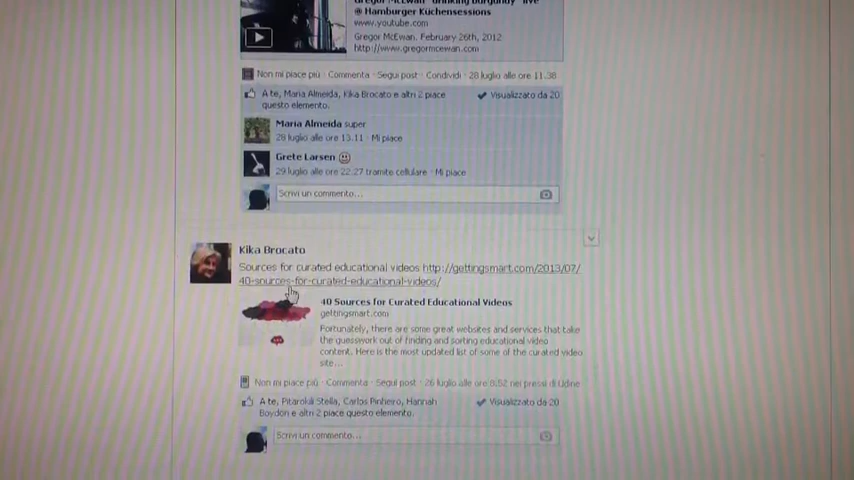 Gregor McEwan "drinking burgundy" live
@ Hamburger Küchensessions
www.youtube.com
Gregor McEwan. February 26th, 2012
http://www.gregormcewan.com
Non mi piace più · Commenta · Segui post · Condividi · 28 luglio alle ore 11.38
A te, Maria Almeida, Kika Brocato e altri 2 piace
questo elemento.
Visualizzato da 20
Maria Almeida super
28 luglio alle ore 13.11 · Mi piace
Grete Larsen
29 luglio alle ore 22.27 tramite cellulare · Mi piace
Scrivi un commento...
Kika Brocato
Sources for curated educational videos http://gettingsmart.com/2013/07/
40-sources-for-curated-educational-videos/
40 Sources for Curated Educational Videos
gettingsmart.com
Fortunately, there are some great websites and services that take
the guesswork out of finding and sorting educational video
content. Here is the most updated list of some of the curated video
site...
Non mi piace più · Commenta · Segui post · 26 luglio alle ore 8.52 nei pressi di Udine
A te, Pitaroküi Stella, Carlos Pinheiro, Hannah
Boydon e altri 2 piace questo elemento.
Visualizzato da 20
Scrivi un commento...